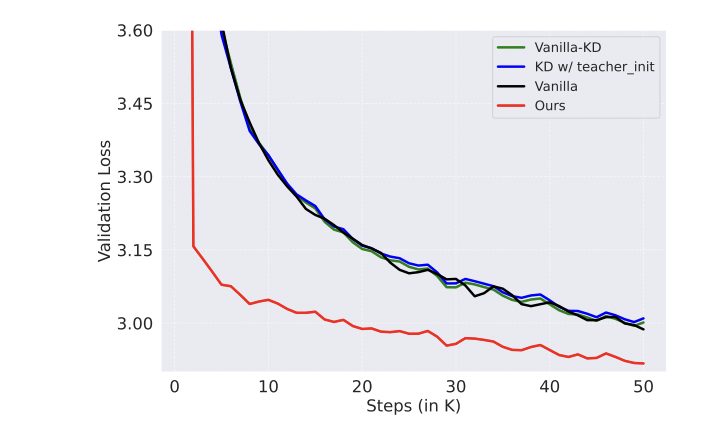 3.60
3.45
3.30
3.15
3.00
Validation Loss
Vanilla-KD
KD w/ teacher_init
Vanilla
Ours
0 10 20 30 40 50
Steps (in K)